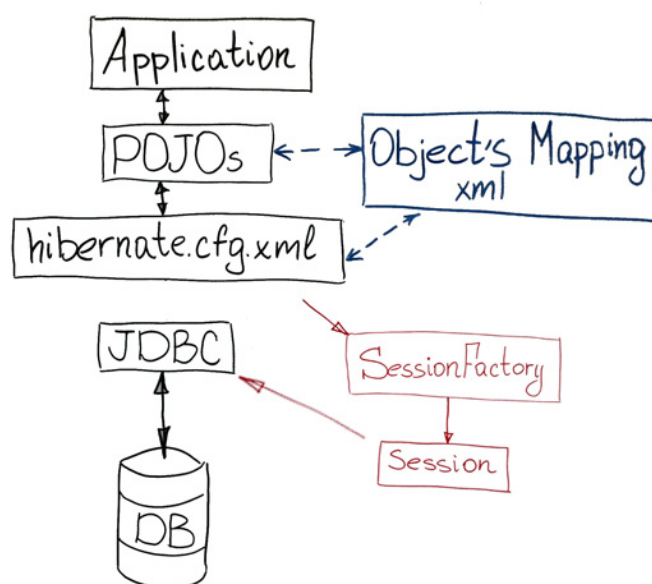 Application
POJOs
Object's Mapping
xml
hibernate.cfg.xml
JDBC
SessionFactory
Session
DB